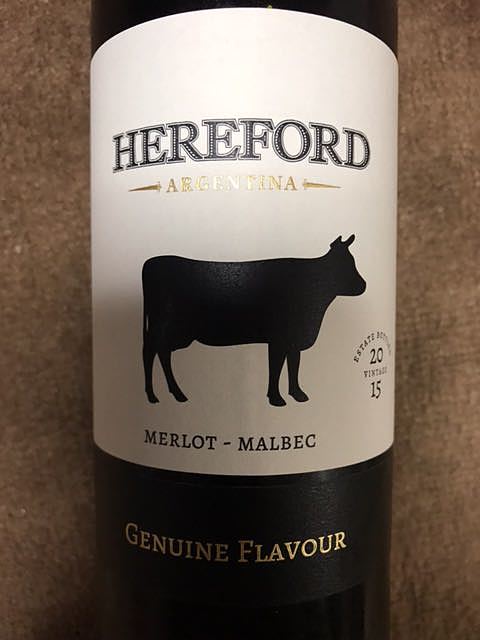 HEREFORD
ARGENTINA
ESTATE BOTTLED
20
VINTAGE
15
MERLOT - MALBEC
GENUINE FLAVOUR